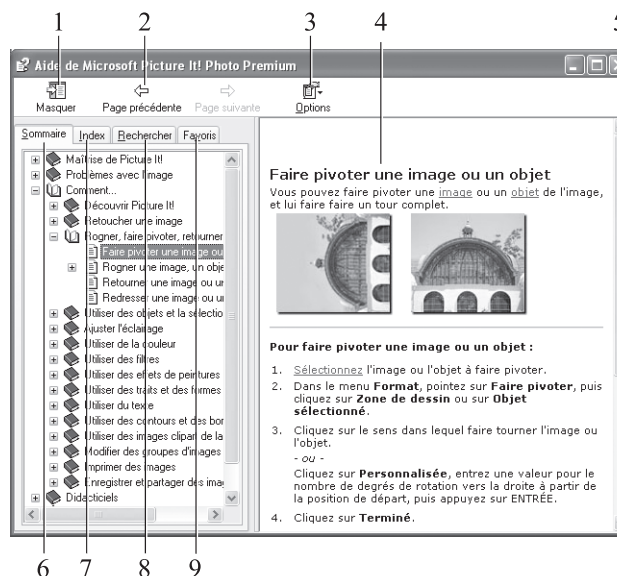 1 2 3 4 5
Aide de Microsoft Picture It! Photo Premium
Masquer Page précédente Page suivante Options
Sommaire Index Rechercher Favoris
Maîtrise de Picture It!
Problèmes avec l'image
Comment...
Découvrir Picture It!
Retoucher une image
Rogner, faire pivoter, retourner
Faire pivoter une image ou
Rogner une image, un obje
Retourner une image ou un
Redresser une image ou un
Utiliser des objets et la sélectio
Ajuster l'éclairage
Utiliser de la couleur
Utiliser des filtres
Utiliser des effets de peintures
Utiliser des traits et des formes
Utiliser du texte
Utiliser des contours et des bor
Utiliser des images clipart de la
Modifier des groupes d'images
Imprimer des images
Enregistrer et partager des imag
Didacticiels
Faire pivoter une image ou un objet
Vous pouvez faire pivoter une image ou un objet de l'image,
et lui faire faire un tour complet.
Pour faire pivoter une image ou un objet :
1. Sélectionnez l'image ou l'objet à faire pivoter.
2. Dans le menu Format, pointez sur Faire pivoter, puis
cliquez sur Zone de dessin ou sur Objet
sélectionné.
3. Cliquez sur le sens dans lequel faire tourner l'image ou
l'objet.
- ou -
Cliquez sur Personnalisée, entrez une valeur pour le
nombre de degrés de rotation vers la droite à partir de
la position de départ, puis appuyez sur ENTRÉE.
4. Cliquez sur Terminé.
6 7 8 9